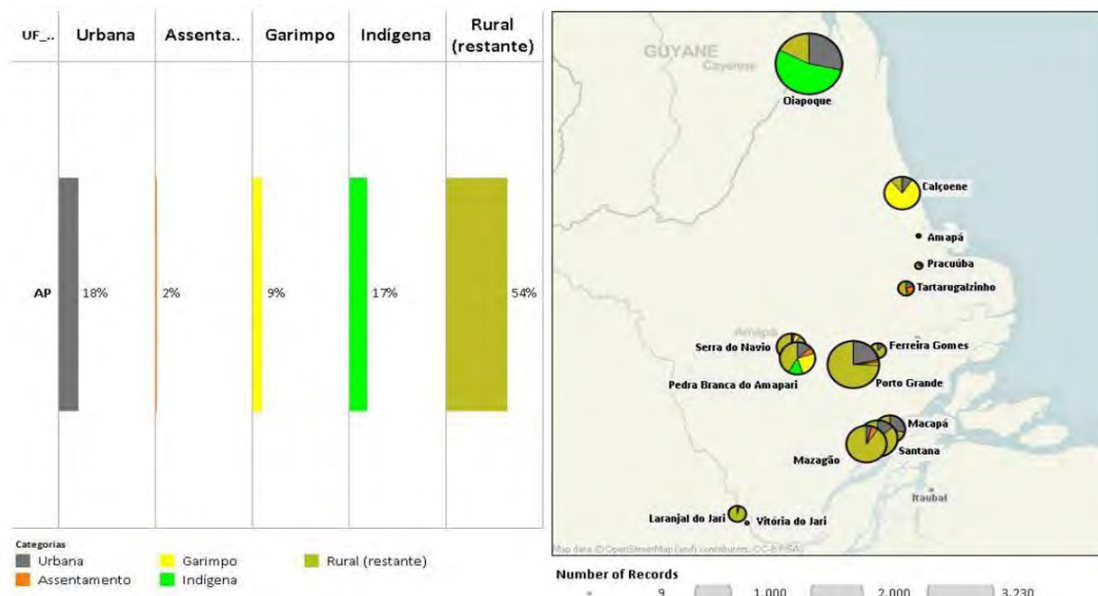 UF_.. Urbana Assenta.. Garimpo Indígena Rural (restante)
AP 18% 2% 9% 17% 54%
Categorias
Urbana Garimpo Rural (restante)
Assentamento Indígena
GUYANE
Cayenne
Oiapoque
Calçoene
Amapá
Pracuúba
Tartarugalzinho
Amapá
Serra do Navio
Ferreira Gomes
Pedra Branca do Amapari
Porto Grande
Macapá
Santana
Mazagão
Itaubal
Laranjal do Jari
Vitória do Jari
Map data (C) OpenStreetMap (and) contributors, CC-BY-SA
Number of Records
9 1,000 2,000 3,230